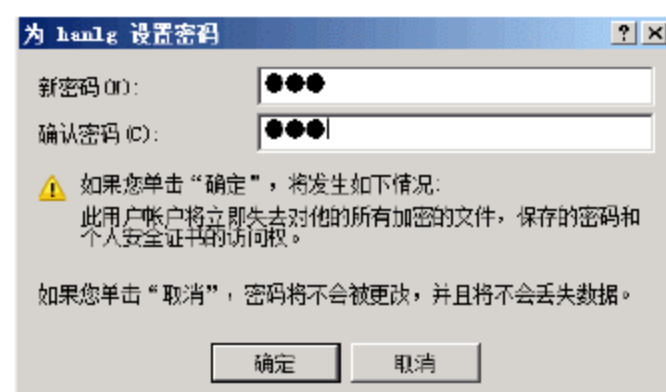 为 hanlg 设置密码
新密码(N):
●●●
确认密码(C):
●●●
如果您单击“确定”，将发生如下情况:
此用户帐户将立即失去对他的所有加密的文件，保存的密码和
个人安全证书的访问权。
如果您单击“取消”，密码将不会被更改，并且将不会丢失数据。
确定
取消